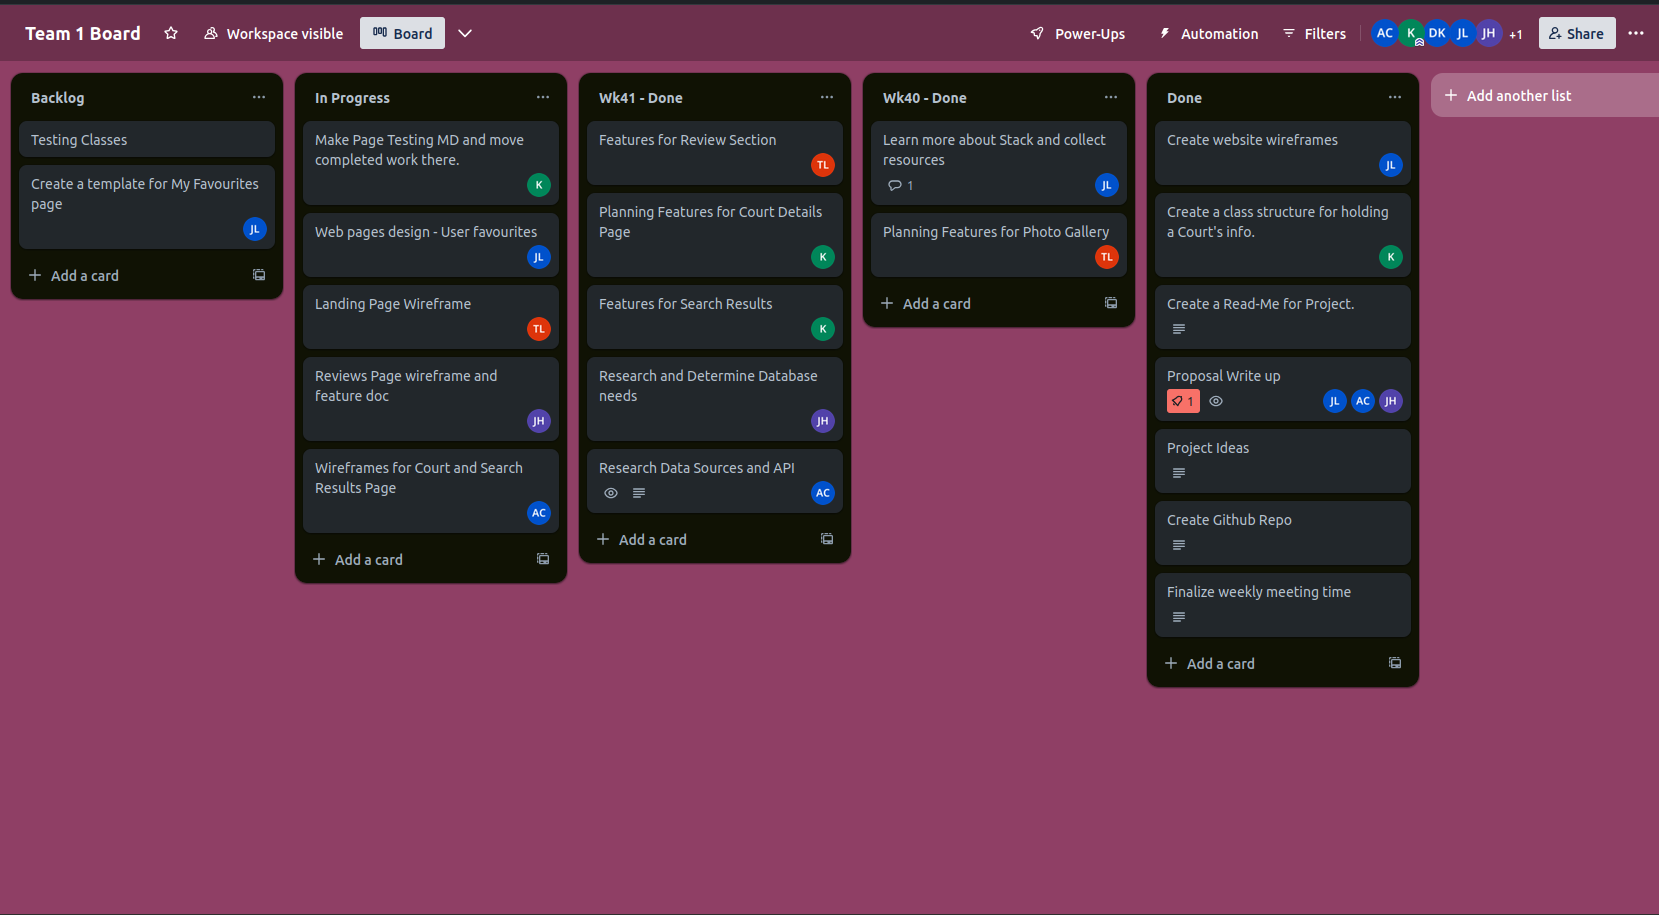 Team 1 Board
Workspace visible
Board
Power-Ups
Automation
Filters
AC K DK JL JH +1
Share
Backlog
Testing Classes
Create a template for My Favourites
page
JL
Add a card
In Progress
Make Page Testing MD and move
completed work there.
K
Web pages design - User favourites
JL
Landing Page Wireframe
TL
Reviews Page wireframe and
feature doc
JH
Wireframes for Court and Search
Results Page
AC
Add a card
Wk41 - Done
Features for Review Section
TL
Planning Features for Court Details
Page
K
Features for Search Results
K
Research and Determine Database
needs
JH
Research Data Sources and API
AC
Add a card
Wk40 - Done
Learn more about Stack and collect
resources
1
JL
Planning Features for Photo Gallery
TL
Add a card
Done
Create website wireframes
JL
Create a class structure for holding
a Court's info.
K
Create a Read-Me for Project.
Proposal Write up
1
JL AC JH
Project Ideas
Create Github Repo
Finalize weekly meeting time
Add a card
Add another list